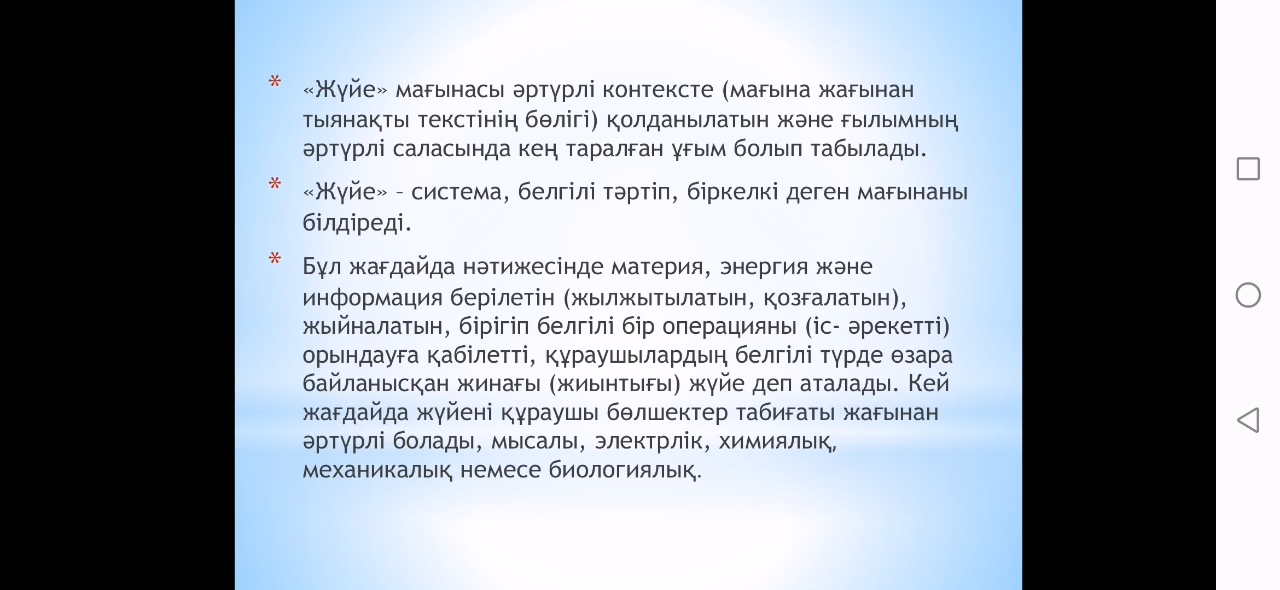 * «Жүйе» мағынасы әртүрлі контексте (мағына жағынан
тыянақты текстінің бөлігі) қолданылатын және ғылымның
әртүрлі саласында кең таралған ұғым болып табылады.
* «Жүйе» – система, белгілі тәртіп, біркелкі деген мағынаны
білдіреді.
* Бұл жағдайда нәтижесінде материя, энергия және
информация берілетін (жылжытылатын, қозғалатын),
жыйналатын, бірігіп белгілі бір операцияны (іс- әрекетті)
орындауға қабілетті, құраушылардың белгілі түрде өзара
байланысқан жинағы (жиынтығы) жүйе деп аталады. Кей
жағдайда жүйені құраушы бөлшектер табиғаты жағынан
әртүрлі болады, мысалы, электрлік, химиялық,
механикалық немесе биологиялық.